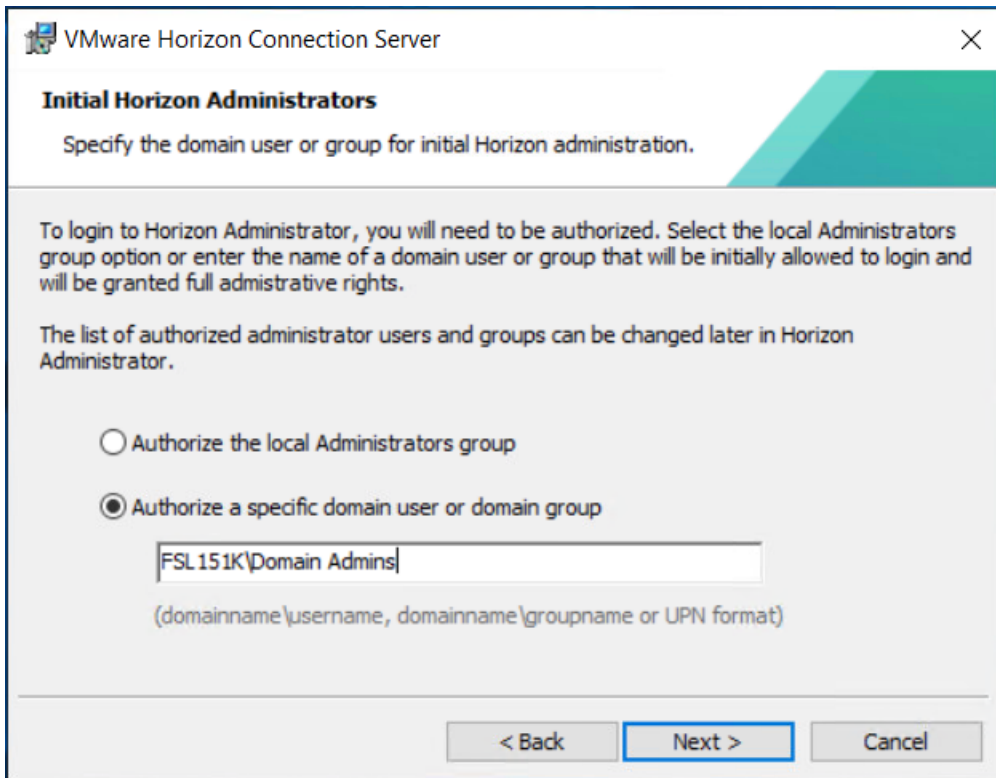 VMware Horizon Connection Server
Initial Horizon Administrators
Specify the domain user or group for initial Horizon administration.
To login to Horizon Administrator, you will need to be authorized. Select the local Administrators
group option or enter the name of a domain user or group that will be initially allowed to login and
will be granted full admistrative rights.
The list of authorized administrator users and groups can be changed later in Horizon
Administrator.
Authorize the local Administrators group
Authorize a specific domain user or domain group
FSL151K\Domain Admins
(domainname\username, domainname\groupname or UPN format)
< Back Next > Cancel